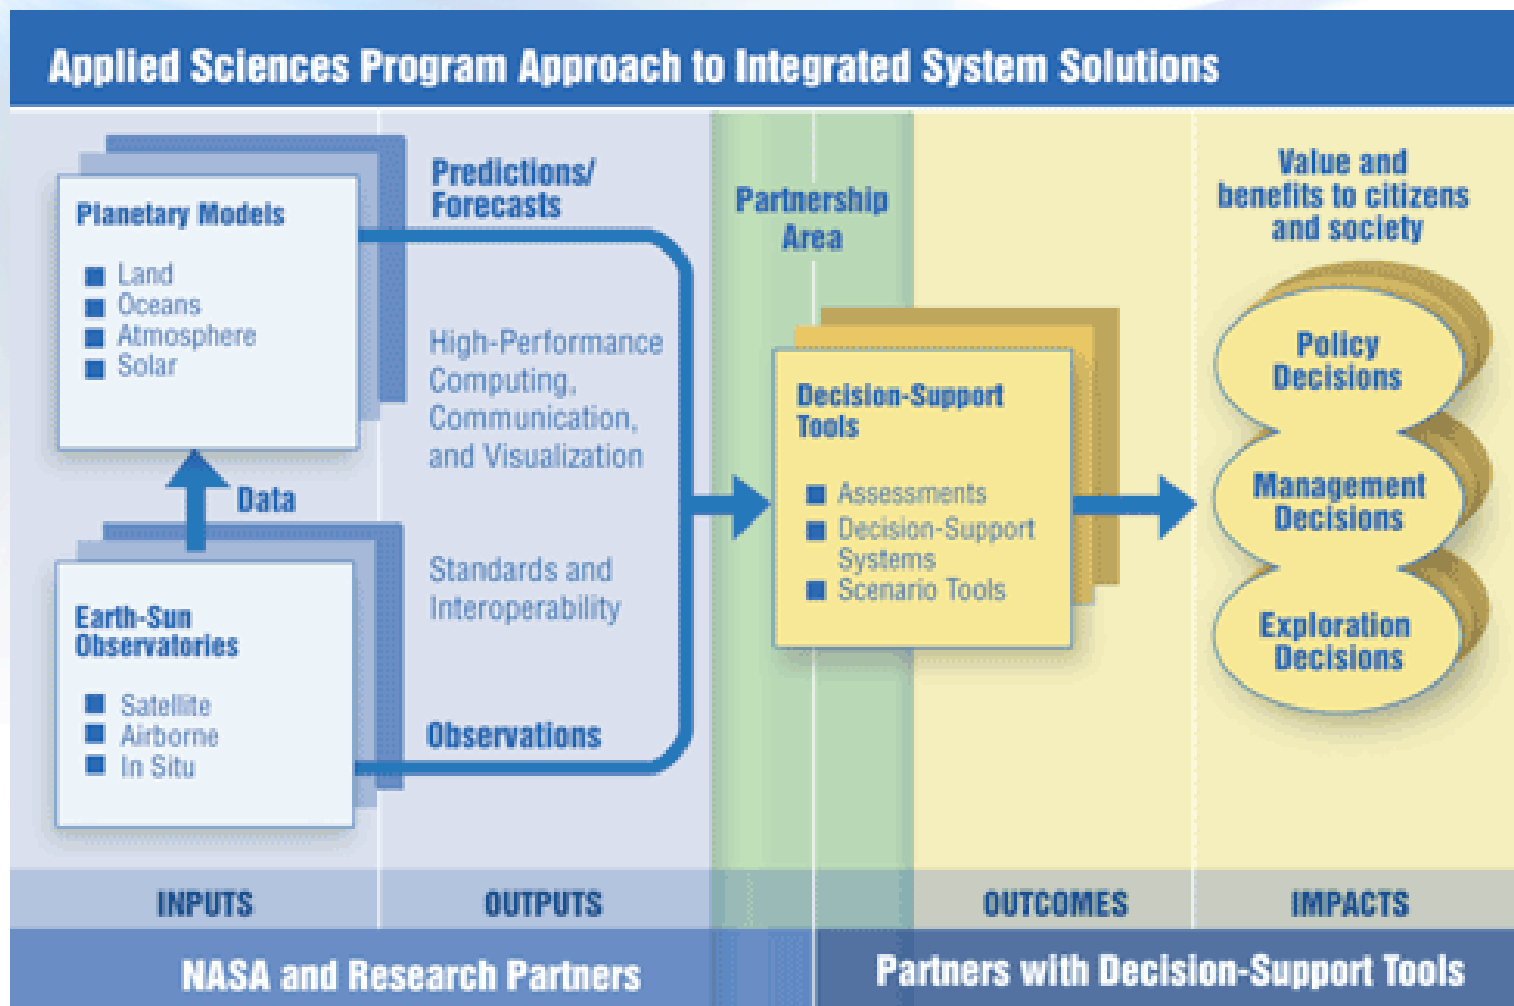 Applied Sciences Program Approach to Integrated System Solutions
Planetary Models
Land
Oceans
Atmosphere
Solar
Data
Earth-Sun
Observatories
Satellite
Airborne
In Situ
Predictions/
Forecasts
High-Performance
Computing,
Communication,
and Visualization
Standards and
Interoperability
Observations
Partnership
Area
Decision-Support
Tools
Assessments
Decision-Support
Systems
Scenario Tools
Value and
benefits to citizens
and society
Policy
Decisions
Management
Decisions
Exploration
Decisions
INPUTS
OUTPUTS
OUTCOMES
IMPACTS
NASA and Research Partners
Partners with Decision-Support Tools